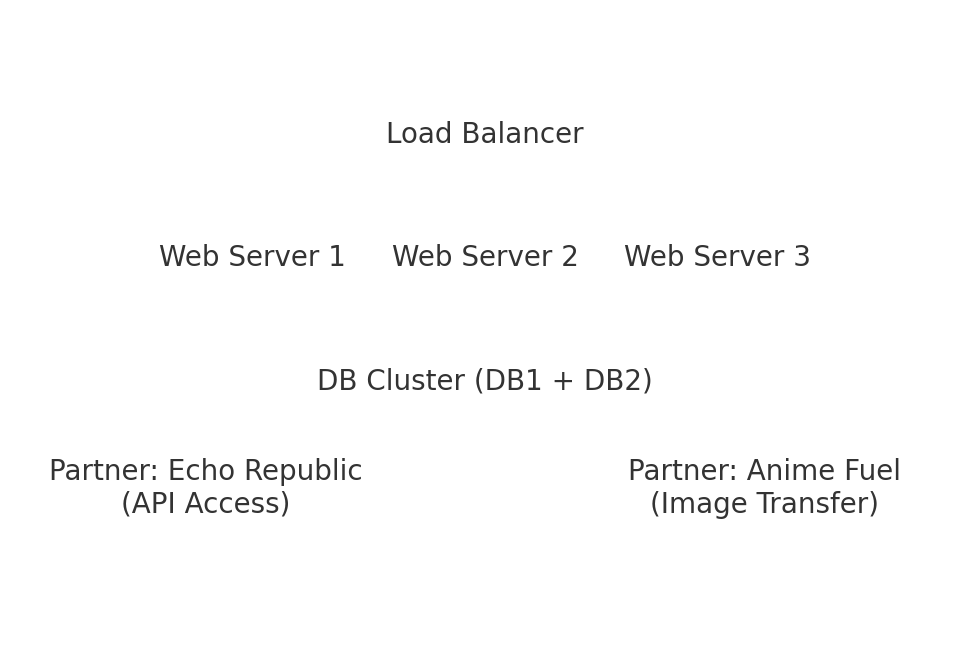 Load Balancer
Web Server 1 Web Server 2 Web Server 3
DB Cluster (DB1 + DB2)
Partner: Echo Republic
(API Access)
Partner: Anime Fuel
(Image Transfer)